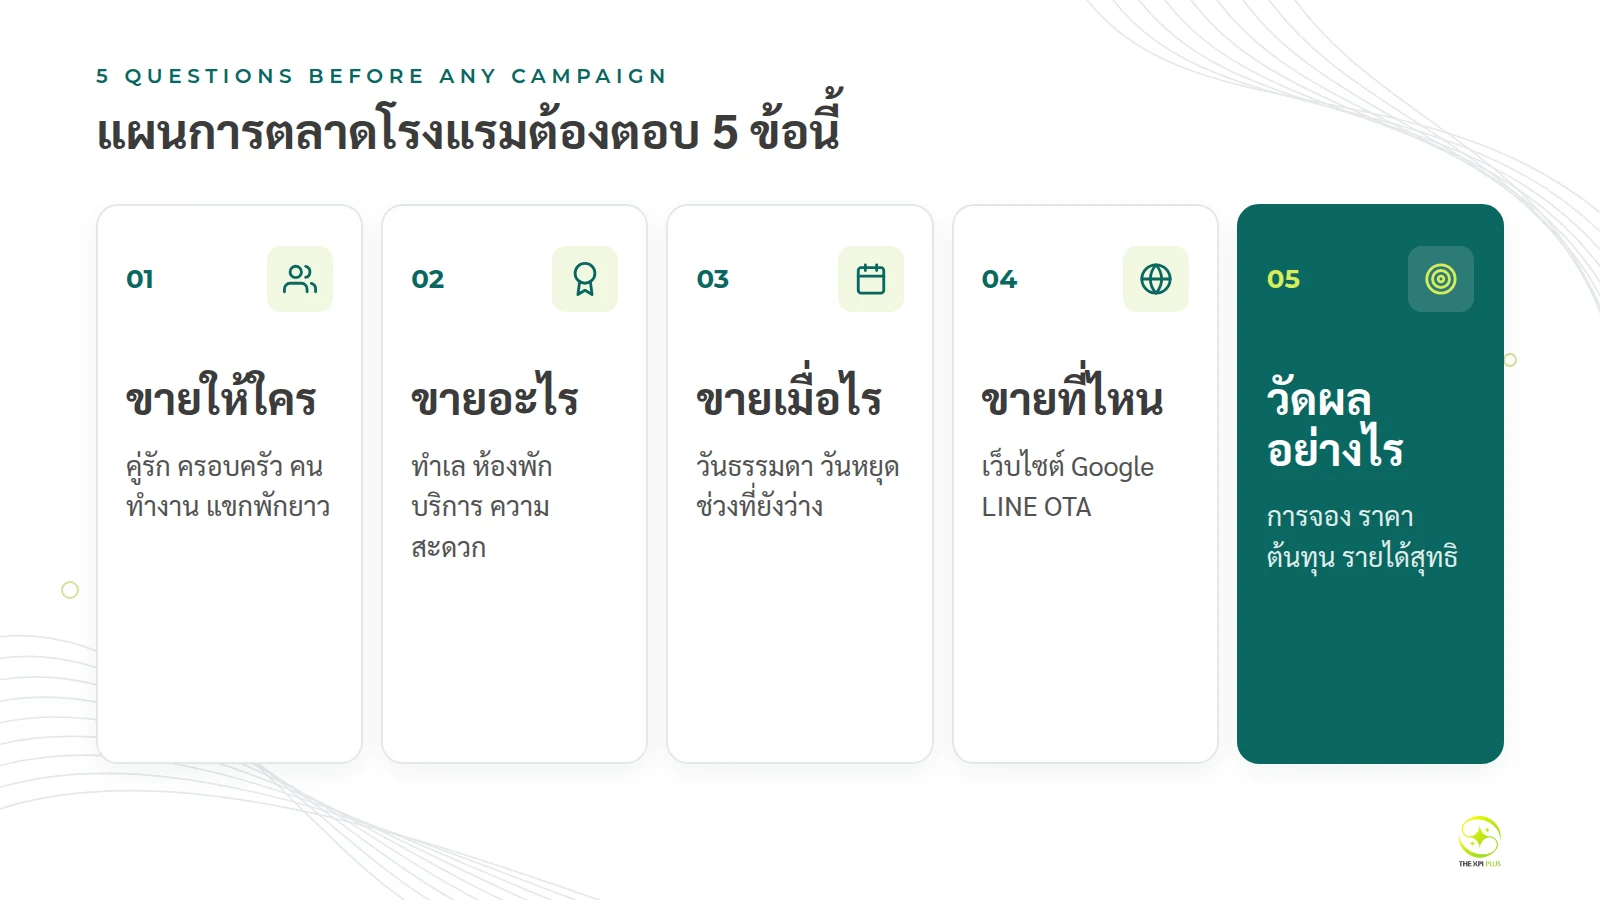 5 QUESTIONS BEFORE ANY CAMPAIGN
แผนการตลาดโรงแรมต้องตอบ 5 ข้อนี้
01
ขายให้ใคร
คู่รัก ครอบครัว คน
ทำงาน แขกพักยาว
02
ขายอะไร
ทำเล ห้องพัก
บริการ ความ
สะดวก
03
ขายเมื่อไร
วันธรรมดา วันหยุด
ช่วงที่ยังว่าง
04
ขายที่ไหน
เว็บไซต์ Google
LINE OTA
05
วัดผล
อย่างไร
การจอง ราคา
ต้นทุน รายได้สุทธิ
THE XPI PLUS